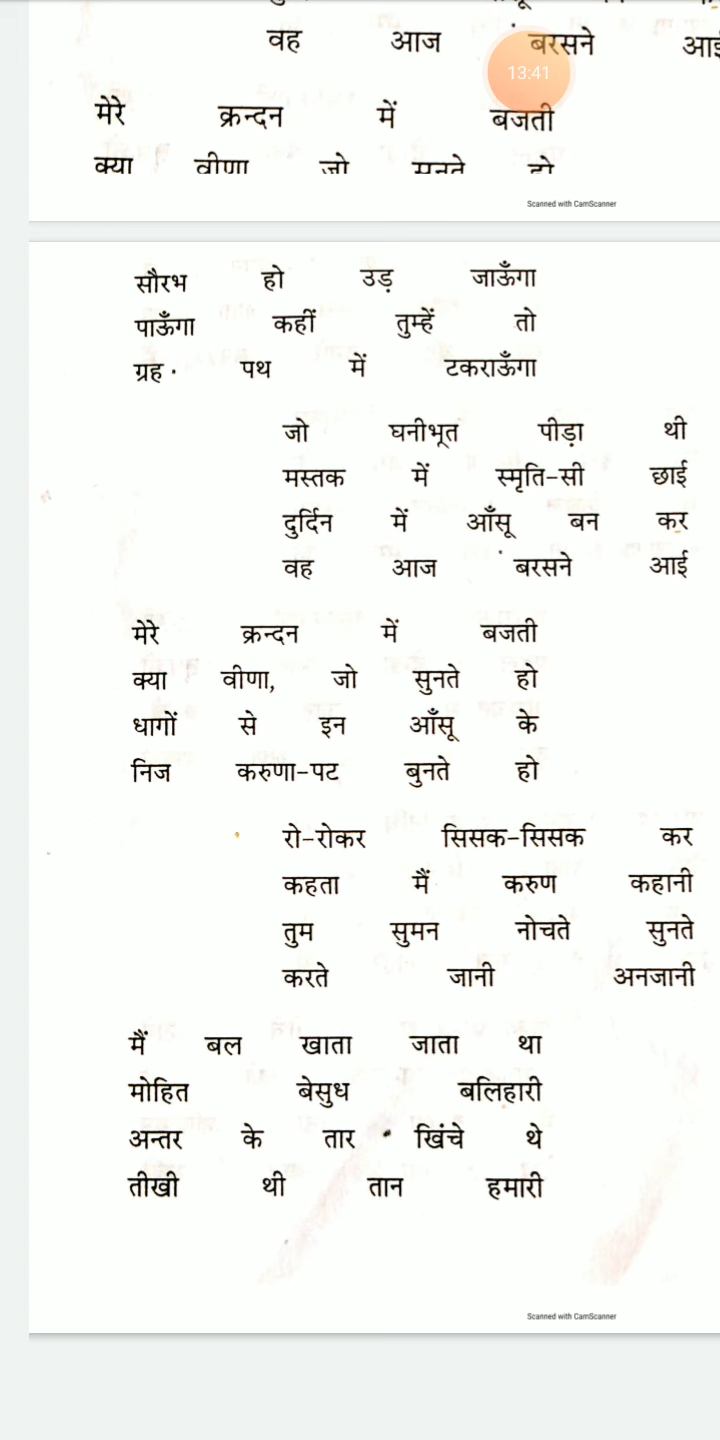 वह आज बरसने आई
13:41
मेरे क्रन्दन में बजती
क्या वीणा जो सुनते हो
Scanned with CamScanner
सौरभ हो उड़ जाऊँगा
पाऊँगा कहीं तुम्हें तो
ग्रह पथ में टकराऊँगा
जो घनीभूत पीड़ा थी
मस्तक में स्मृति-सी छाई
दुर्दिन में आँसू बन कर
वह आज बरसने आई
मेरे क्रन्दन में बजती
क्या वीणा, जो सुनते हो
धागों से इन आँसू के
निज करुणा-पट बुनते हो
रो-रोकर सिसक-सिसक कर
कहता मैं करुण कहानी
तुम सुमन नोचते सुनते
करते जानी अनजानी
मैं बल खाता जाता था
मोहित बेसुध बलिहारी
अन्तर के तार खिंचे थे
तीखी थी तान हमारी
Scanned with CamScanner